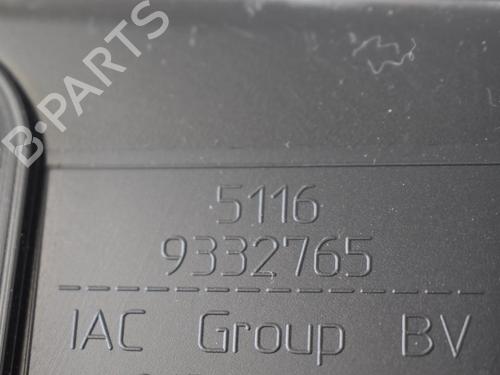 B-PARTS
5116
9332765
IAC Group BV